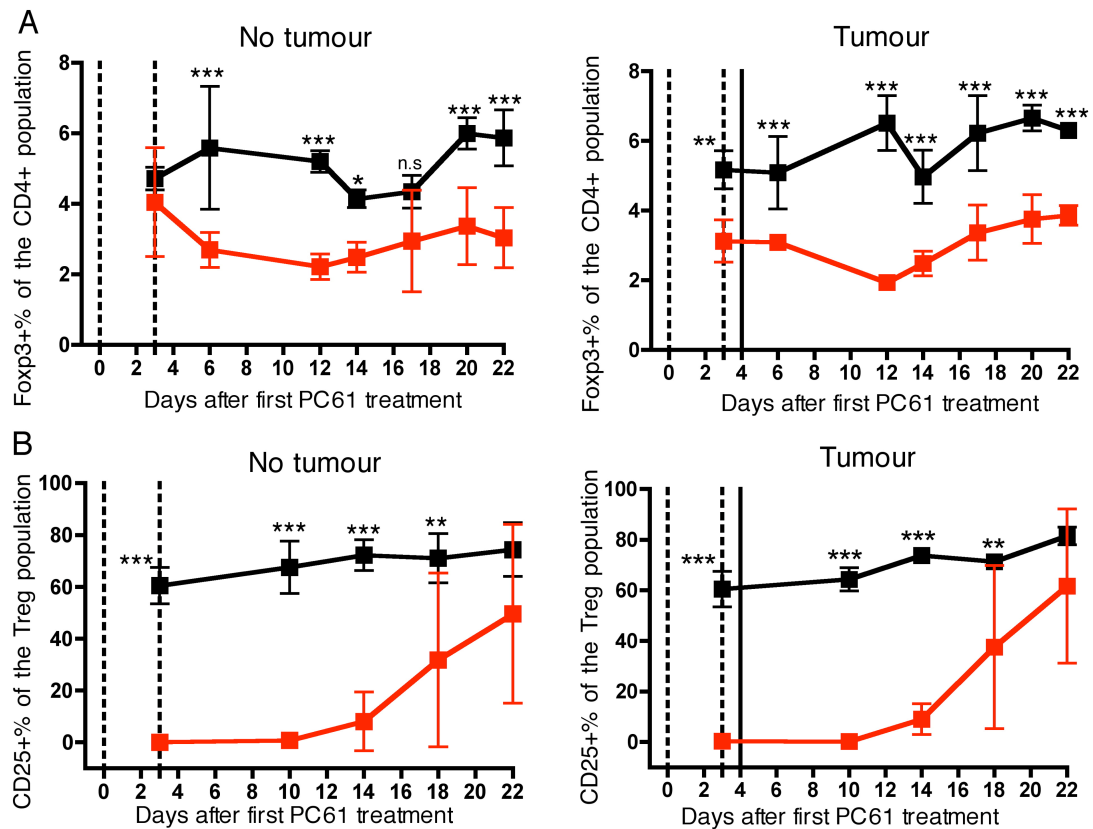 A
No tumour
Foxp3+% of the CD4+ population
8
6
4
2
0
***
***
*
n.s
***
***
0 2 4 6 8 10 12 14 16 18 20 22
Days after first PC61 treatment
Tumour
Foxp3+% of the CD4+ population
8
6
4
2
0
**
***
***
***
***
***
***
0 2 4 6 8 10 12 14 16 18 20 22
Days after first PC61 treatment
B
No tumour
CD25+% of the Treg population
100
80
60
40
20
0
***
***
***
**
0 2 4 6 8 10 12 14 16 18 20 22
Days after first PC61 treatment
Tumour
CD25+% of the Treg population
100
80
60
40
20
0
***
***
***
**
0 2 4 6 8 10 12 14 16 18 20 22
Days after first PC61 treatment